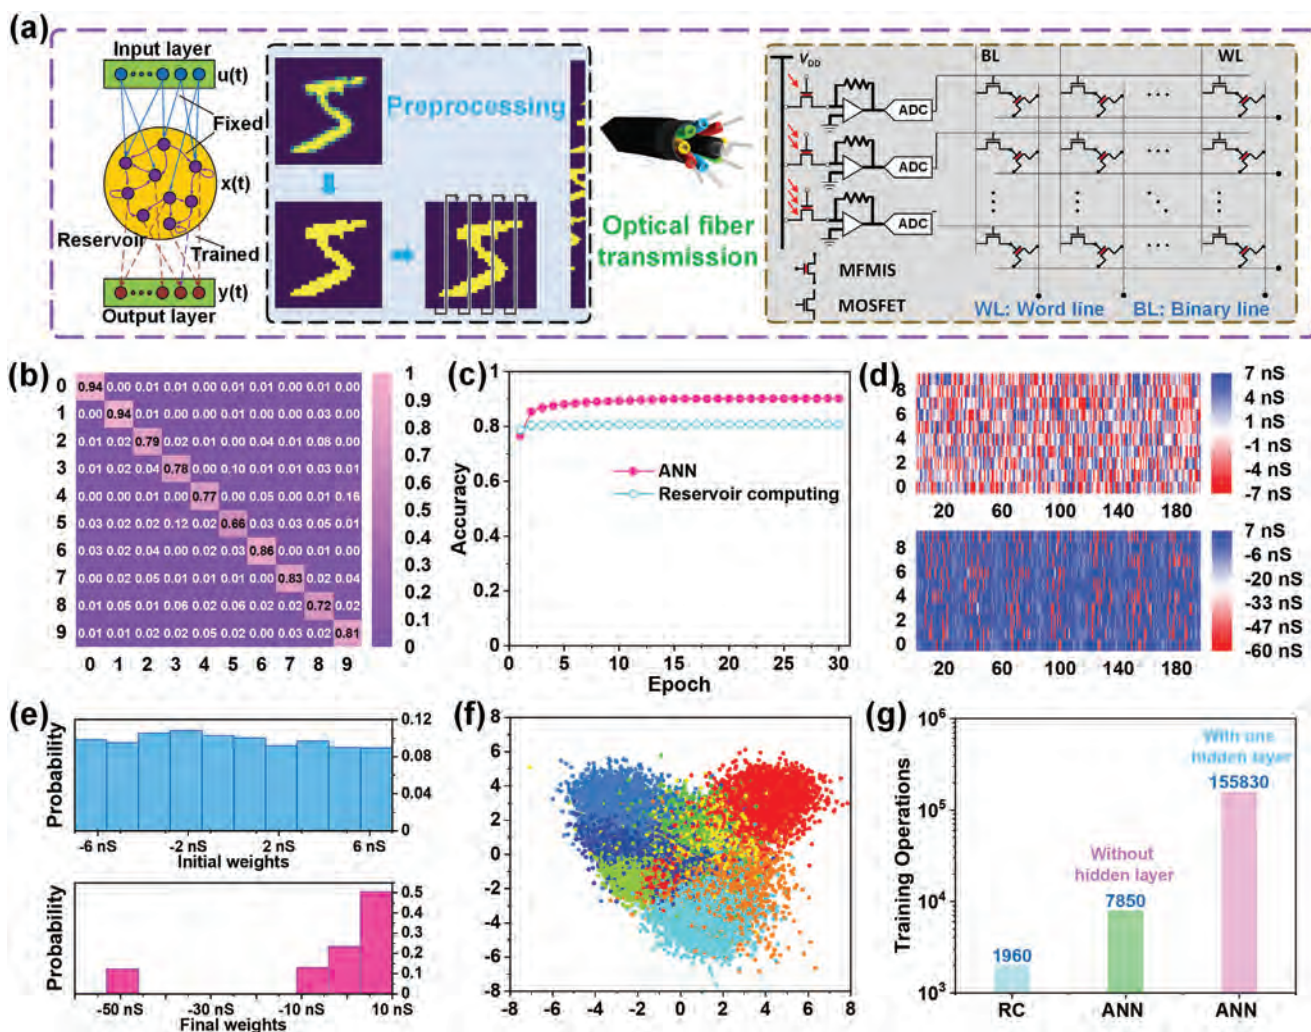 (a)
Input layer
u(t)
Fixed
x(t)
Reservoir
Trained
y(t)
Output layer
Preprocessing
Optical fiber
transmission
VDD
ADC
ADC
ADC
BL
WL
MFMIS
MOSFET
WL: Word line
BL: Binary line
(b)
0 0.94 0.00 0.01 0.01 0.00 0.01 0.01 0.00 0.01 0.00
1 0.00 0.94 0.01 0.01 0.00 0.01 0.00 0.00 0.03 0.00
2 0.01 0.02 0.79 0.02 0.01 0.00 0.04 0.01 0.08 0.00
3 0.01 0.02 0.04 0.78 0.00 0.10 0.01 0.01 0.03 0.01
4 0.00 0.00 0.01 0.00 0.77 0.00 0.05 0.00 0.01 0.16
5 0.03 0.02 0.02 0.12 0.02 0.66 0.03 0.03 0.05 0.01
6 0.03 0.02 0.04 0.00 0.02 0.03 0.86 0.00 0.01 0.00
7 0.00 0.02 0.05 0.01 0.01 0.01 0.00 0.83 0.02 0.04
8 0.01 0.05 0.01 0.06 0.02 0.06 0.02 0.02 0.72 0.02
9 0.01 0.01 0.02 0.02 0.05 0.02 0.00 0.03 0.02 0.81
0 1 2 3 4 5 6 7 8 9
1
0.9
0.8
0.7
0.6
0.5
0.4
0.3
0.2
0.1
0
(c)
Accuracy
1
0.8
0.6
0.4
0.2
0
ANN
Reservoir computing
0 5 10 15 20 25 30
Epoch
(d)
8
6
4
2
0
20 60 100 140 180
7 nS
4 nS
1 nS
-1 nS
-4 nS
-7 nS
8
6
4
2
0
20 60 100 140 180
7 nS
-6 nS
-20 nS
-33 nS
-47 nS
-60 nS
(e)
Probability
0.12
0.08
0.04
0
-6 nS -2 nS 2 nS 6 nS
Initial weights
Probability
0.5
0.4
0.3
0.2
0.1
0
-50 nS -30 nS -10 nS 10 nS
Final weights
(f)
8
6
4
2
0
-2
-4
-6
-8
-8 -6 -4 -2 0 2 4 6 8
(g)
Training Operations
10^6
10^5
10^4
10^3
With one
hidden layer
155830
Without
hidden layer
7850
1960
RC ANN ANN